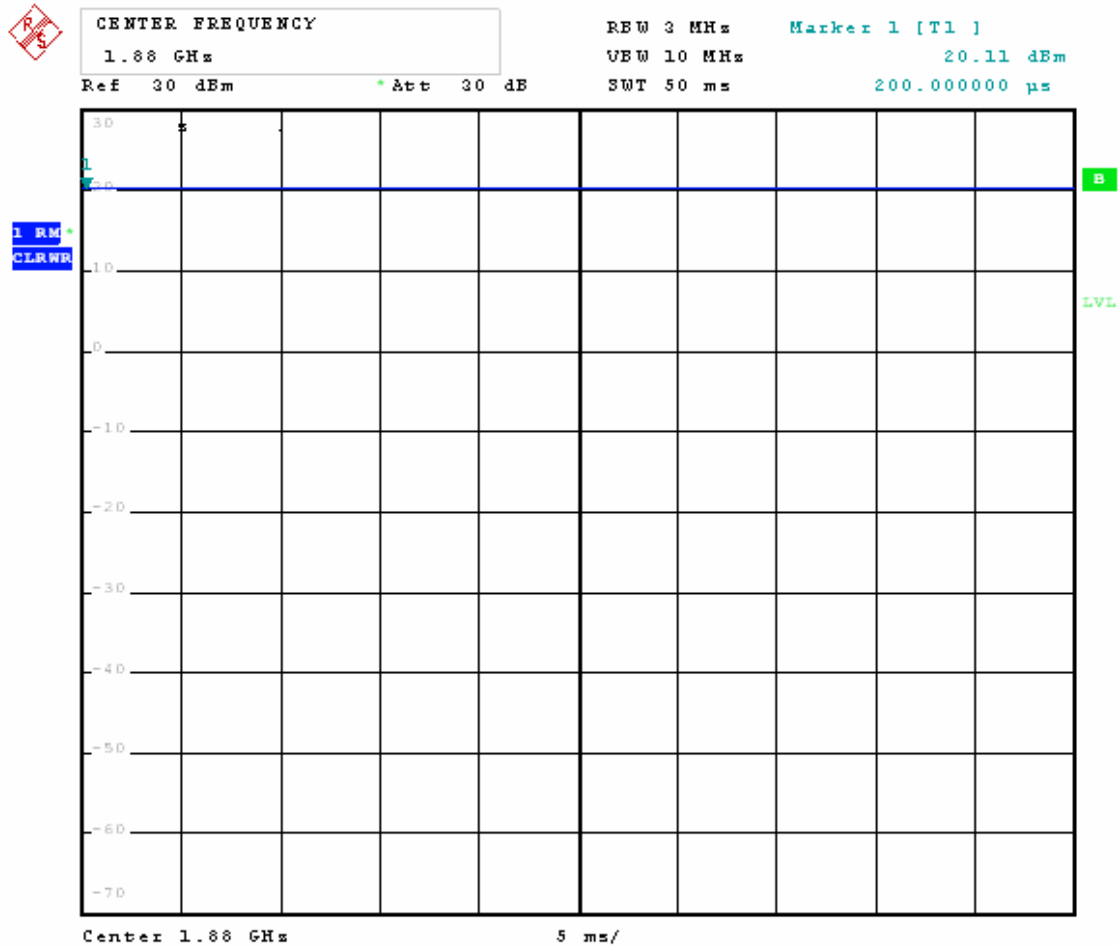 R S
CENTER FREQUENCY
1.88 GHz
RBW 3 MHz
Marker 1 [T1 ]
VBW 10 MHz
20.11 dBm
Ref 30 dBm
* Att 30 dB
SWT 50 ms
200.000000 µs
30
s
1
20
B
1 RM *
CLRWR
10
LVL
0
-10
-20
-30
-40
-50
-60
-70
Center 1.88 GHz
5 ms/